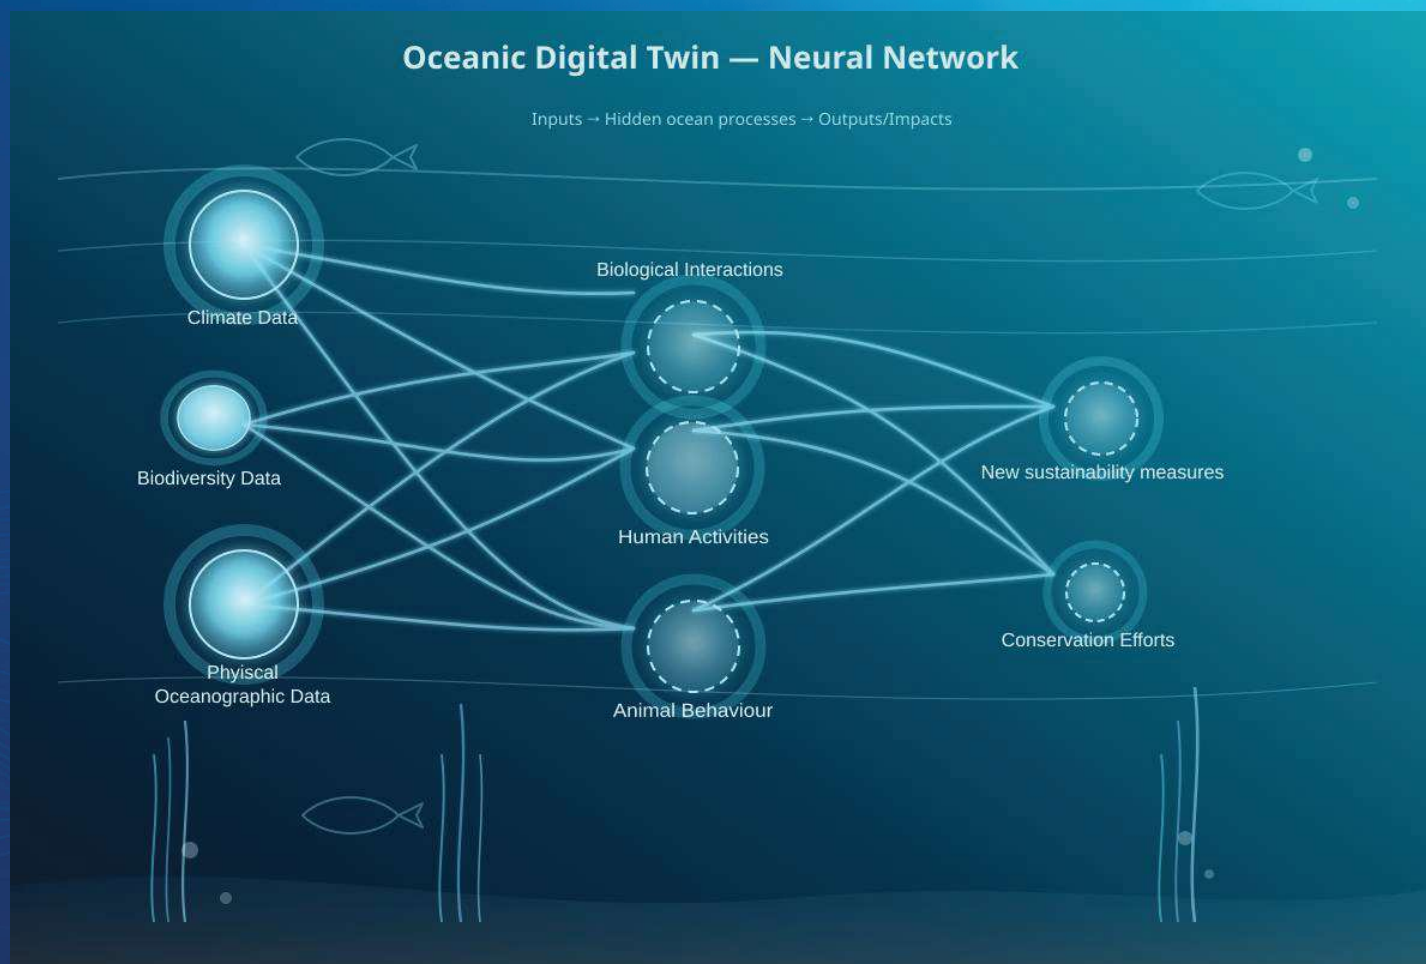 Oceanic Digital Twin — Neural Network
Inputs → Hidden ocean processes → Outputs/Impacts
Climate Data
Biodiversity Data
Phyiscal
Oceanographic Data
Biological Interactions
Human Activities
Animal Behaviour
New sustainability measures
Conservation Efforts